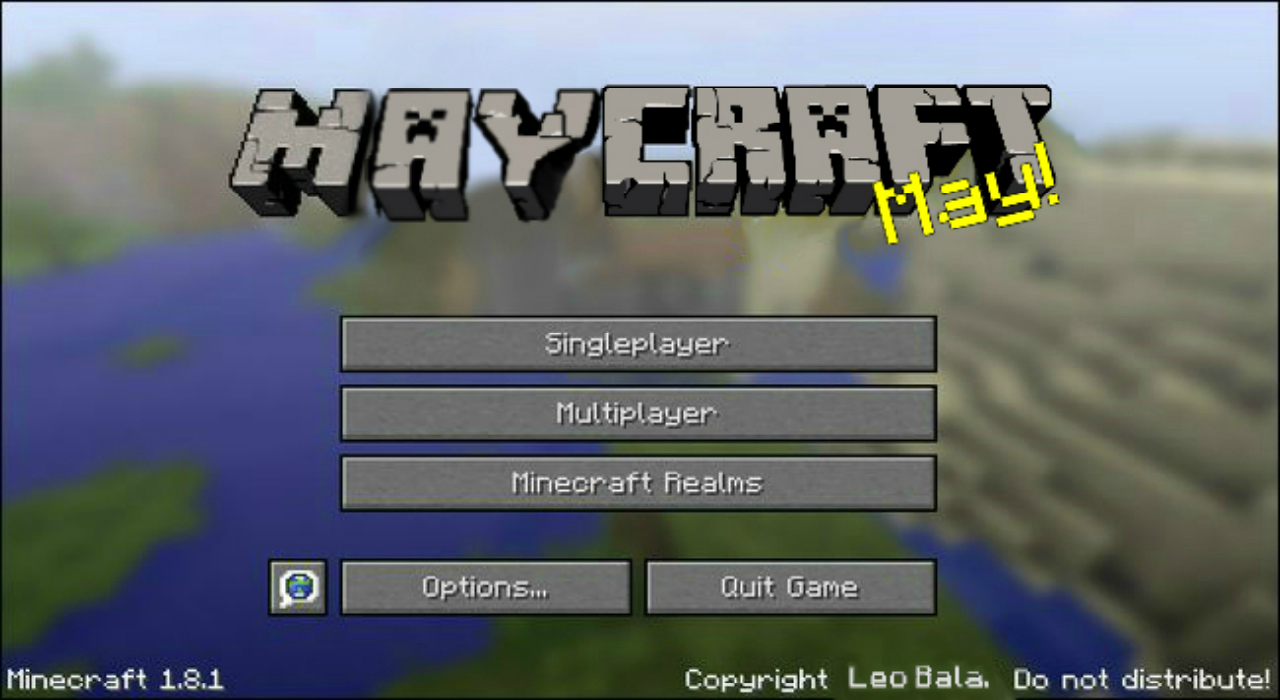 MAYCRAFT
May!
Singleplayer
Multiplayer
Minecraft Realms
Options... Quit Game
Minecraft 1.8.1 Copyright Leo Bala. Do not distribute!